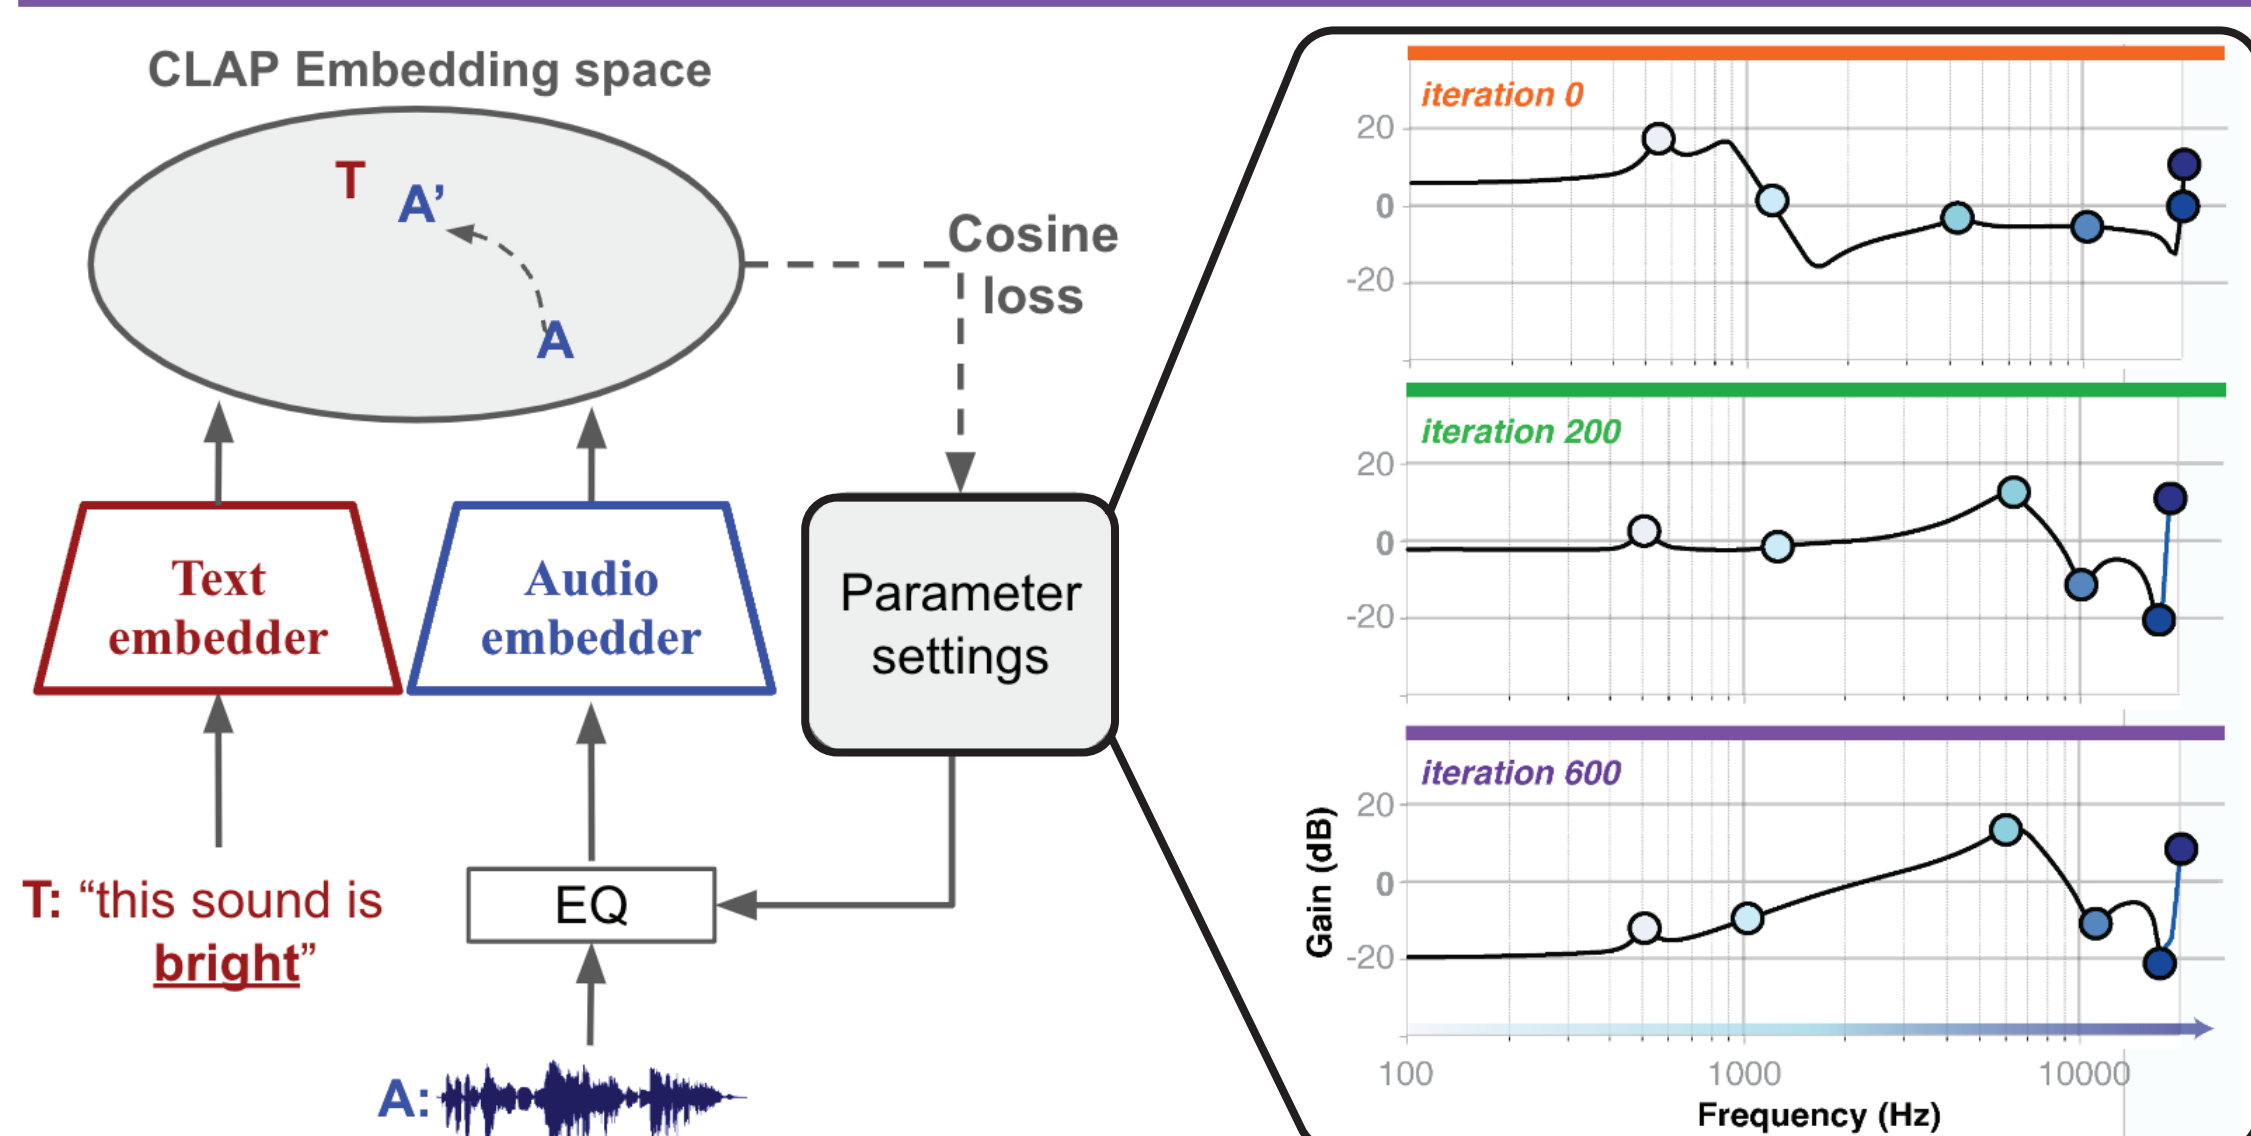 CLAP Embedding space
T
A’
A
Cosine
loss
Text
embedder
Audio
embedder
Parameter
settings
T: “this sound is
bright”
EQ
A:
iteration 0
20
0
-20
iteration 200
20
0
-20
iteration 600
20
0
-20
Gain (dB)
100
1000
10000
Frequency (Hz)